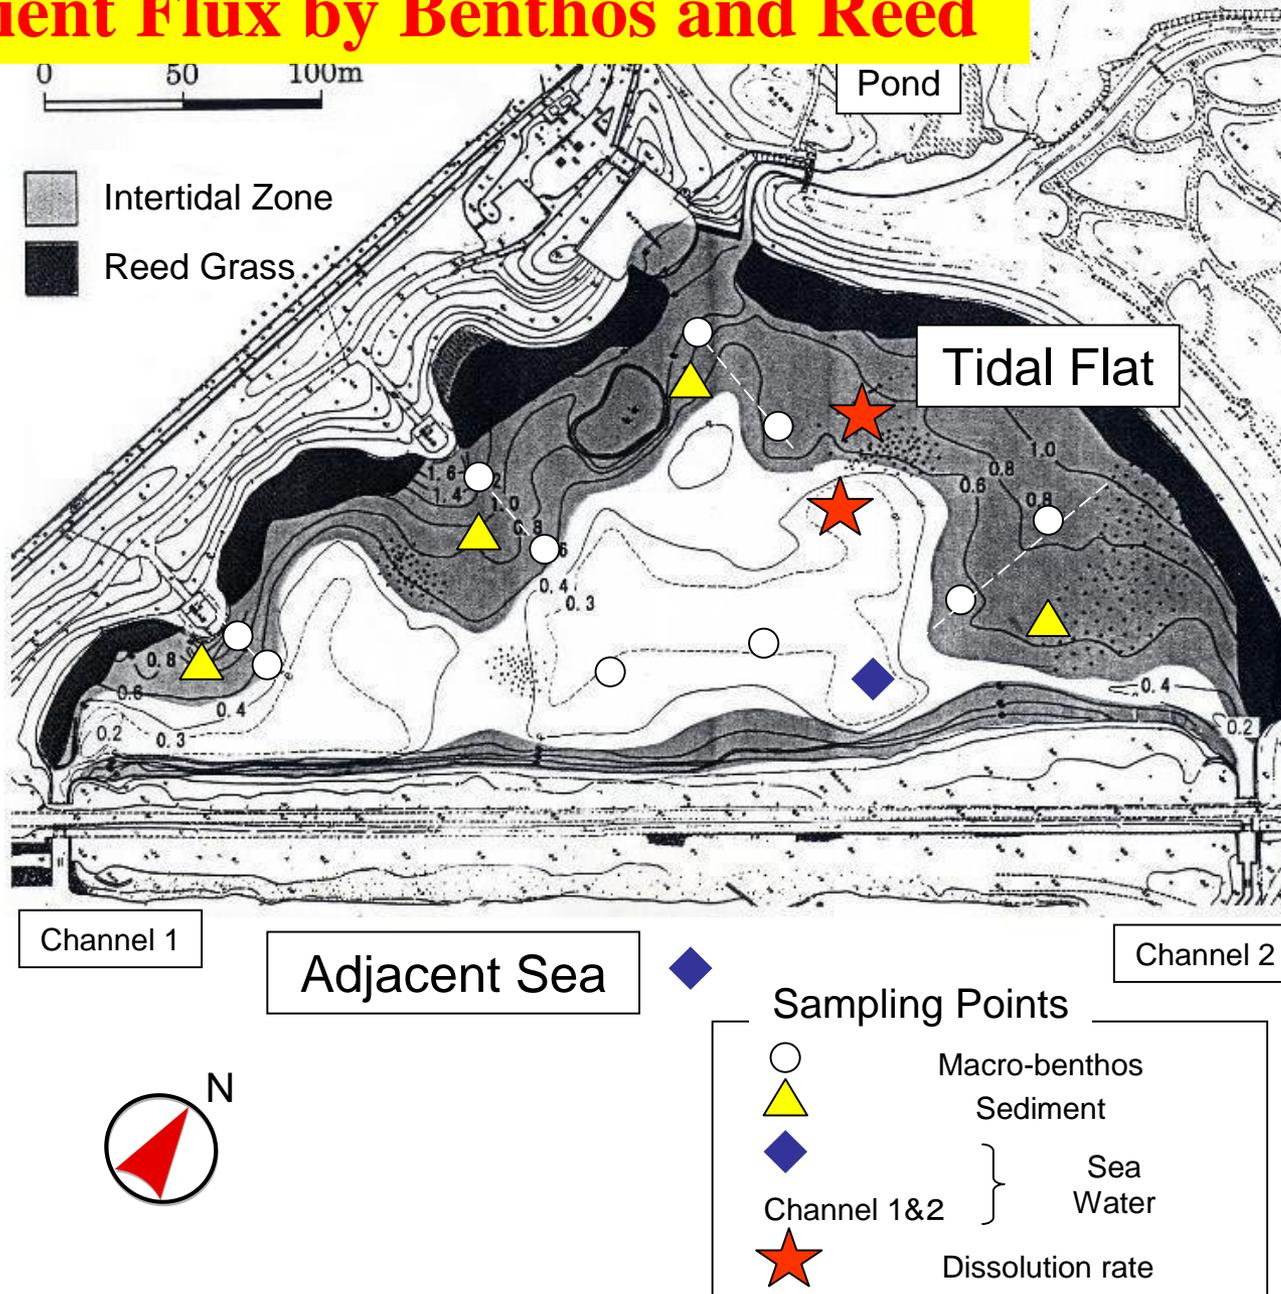 ient Flux by Benthos and Reed
0 50 100m
Pond
Intertidal Zone
Reed Grass
Tidal Flat
1.0
0.8
0.6
0.8
1.6
1.4
1.0
0.8
0.4
0.3
0.8
0.6
0.4
0.2
0.3
0.4
0.2
Channel 1
Adjacent Sea
Channel 2
Sampling Points
N
Macro-benthos
Sediment
Sea
Water
Channel 1&2
Dissolution rate